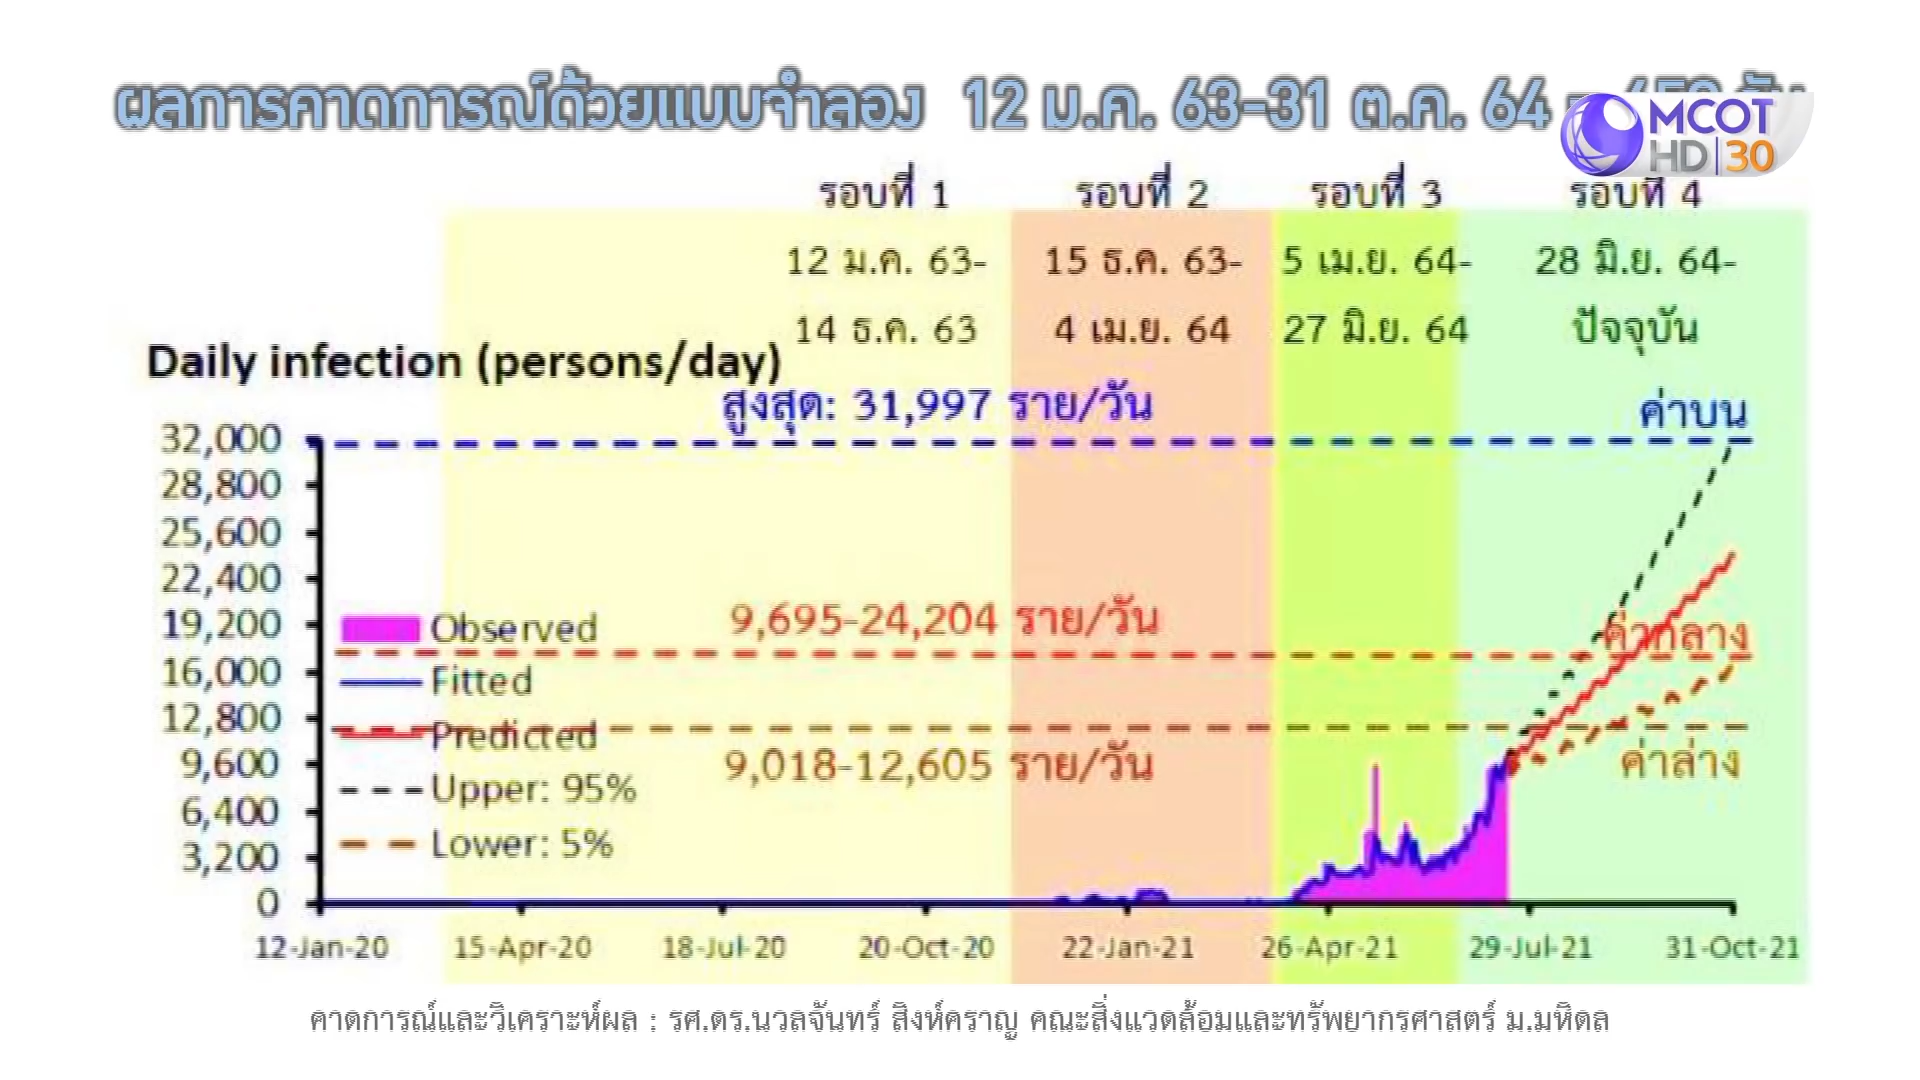 ผลการคาดการณ์ด้วยแบบจำลอง 12 ม.ค. 63-31 ต.ค. 64
MCOT
HD 30
รอบที่ 1 รอบที่ 2 รอบที่ 3 รอบที่ 4
12 ม.ค. 63- 15 ธ.ค. 63- 5 เม.ย. 64- 28 มิ.ย. 64-
14 ธ.ค. 63 4 เม.ย. 64 27 มิ.ย. 64 ปัจจุบัน
Daily infection (persons/day)
สูงสุด: 31,997 ราย/วัน ค่าบน
32,000
28,800
25,600
22,400
19,200
16,000
12,800
9,600
6,400
3,200
0
9,695-24,204 ราย/วัน ค่ากลาง
9,018-12,605 ราย/วัน ค่าล่าง
Observed
Fitted
Predicted
Upper: 95%
Lower: 5%
12-Jan-20 15-Apr-20 18-Jul-20 20-Oct-20 22-Jan-21 26-Apr-21 29-Jul-21 31-Oct-21
คาดการณ์และวิเคราะห์ผล : รศ.ดร.นวลจันทร์ สิงห์คราญ คณะสิ่งแวดล้อมและทรัพยากรศาสตร์ ม.มหิดล